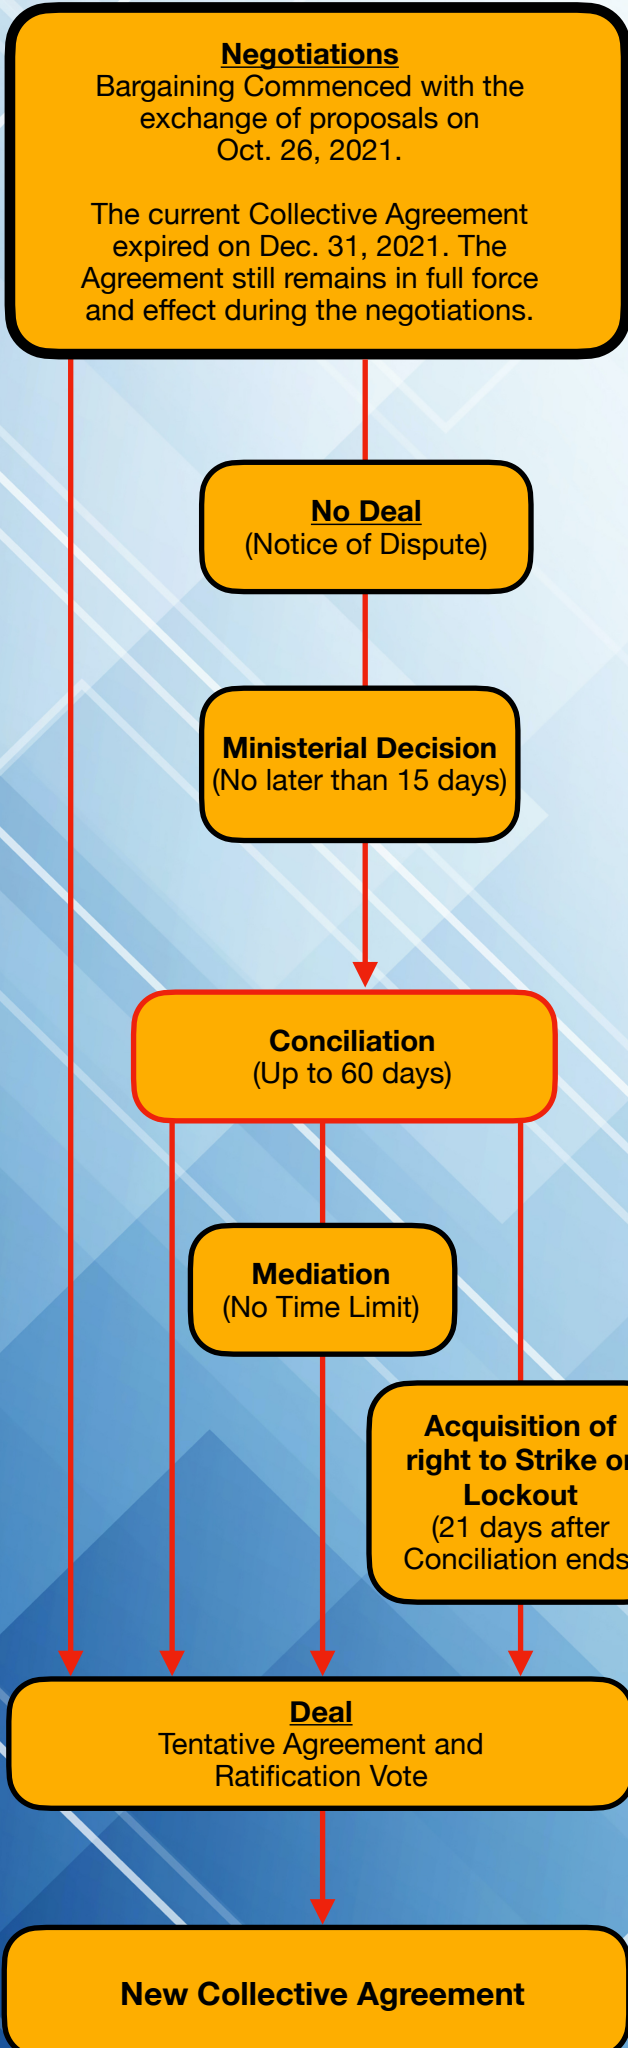 Negotiations
Bargaining Commenced with the
exchange of proposals on
Oct. 26, 2021.
The current Collective Agreement
expired on Dec. 31, 2021. The
Agreement still remains in full force
and effect during the negotiations.
No Deal
(Notice of Dispute)
Ministerial Decision
(No later than 15 days)
Conciliation
(Up to 60 days)
Mediation
(No Time Limit)
Acquisition of
right to Strike or
Lockout
(21 days after
Conciliation ends
Deal
Tentative Agreement and
Ratification Vote
New Collective Agreement